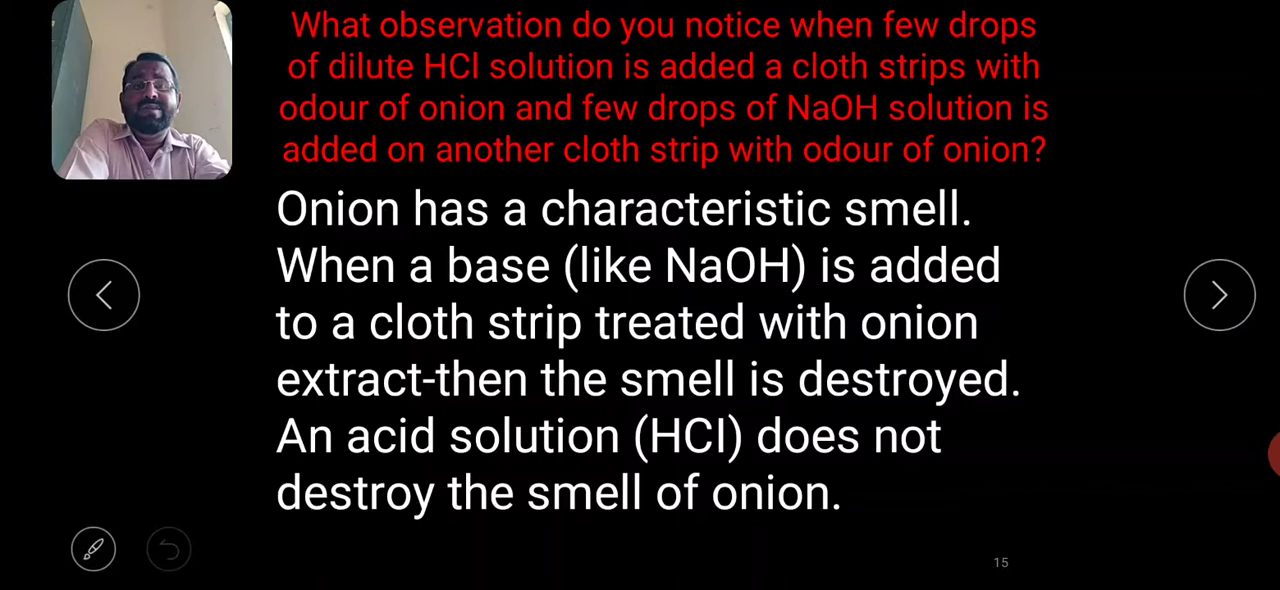 What observation do you notice when few drops
of dilute HCl solution is added a cloth strips with
odour of onion and few drops of NaOH solution is
added on another cloth strip with odour of onion?
Onion has a characteristic smell.
When a base (like NaOH) is added
to a cloth strip treated with onion
extract-then the smell is destroyed.
An acid solution (HCl) does not
destroy the smell of onion.
15